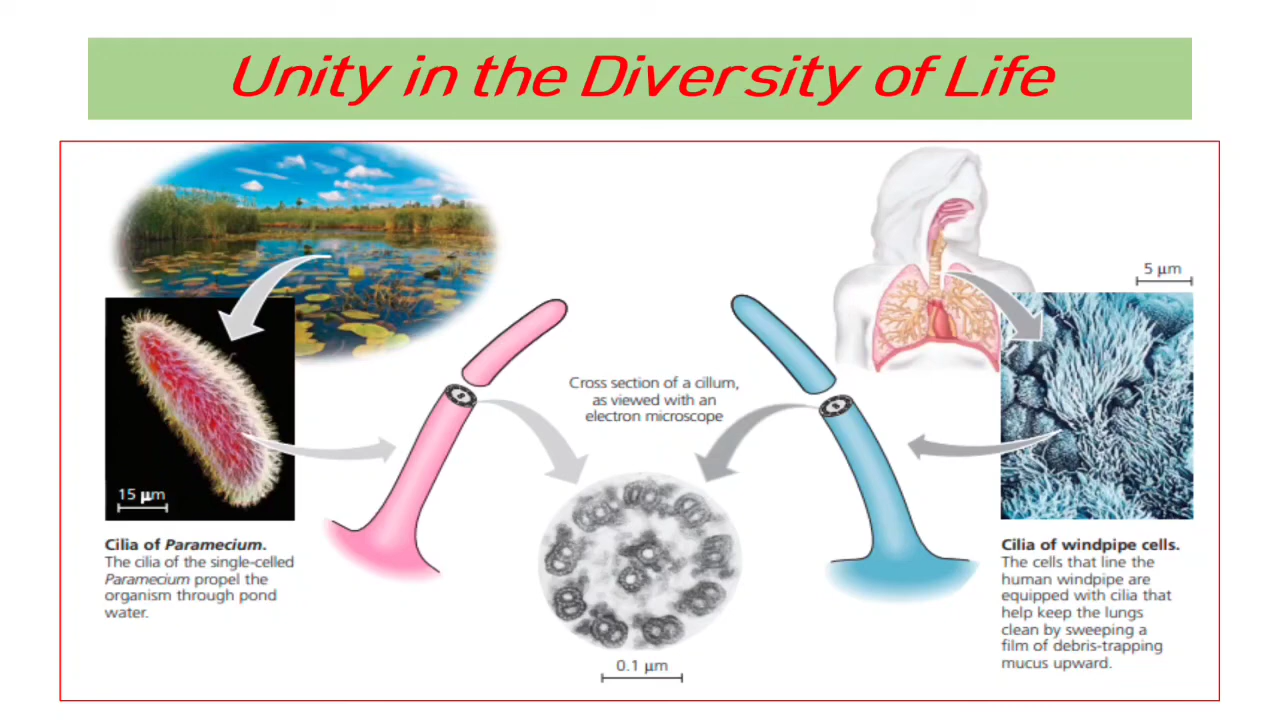 Unity in the Diversity of Life
5 μm
Cross section of a cillum,
as viewed with an
electron microscope
15 μm
Cilia of Paramecium.
The cilia of the single-celled
Paramecium propel the
organism through pond
water.
Cilia of windpipe cells.
The cells that line the
human windpipe are
equipped with cilia that
help keep the lungs
clean by sweeping a
film of debris-trapping
mucus upward.
0.1 μm